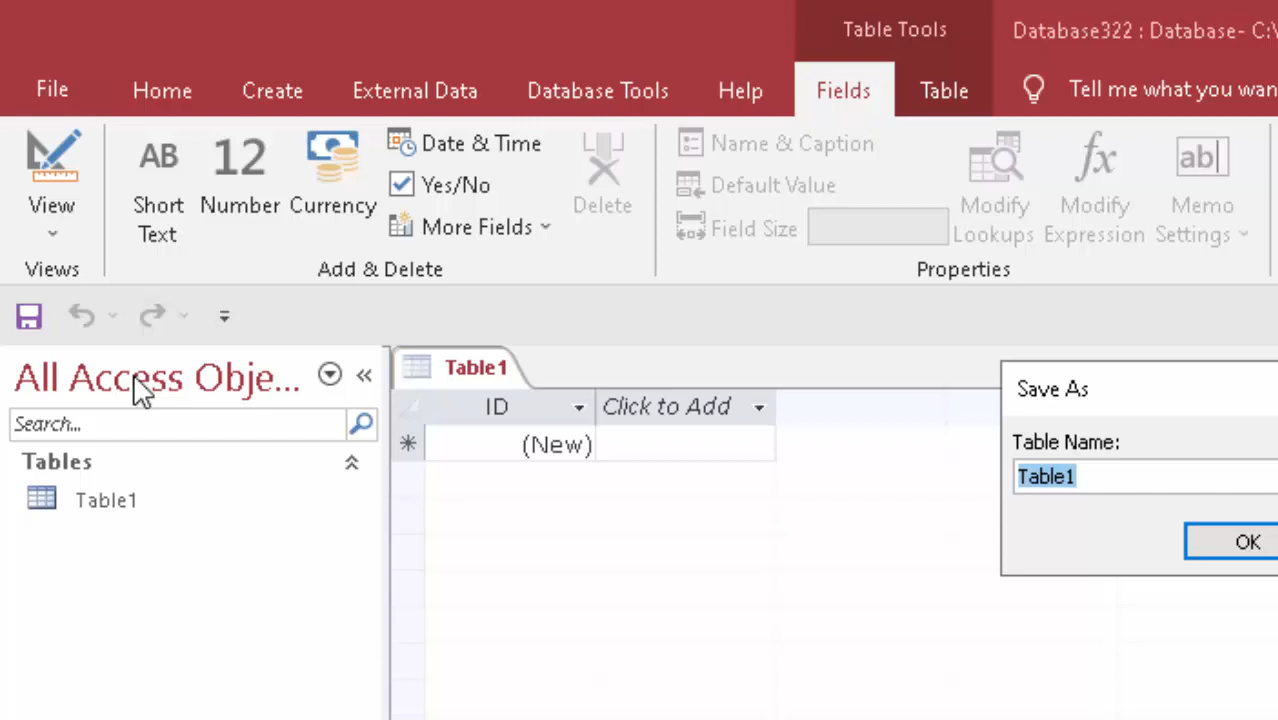 Table Tools
Database322 : Database- C:\
File Home Create External Data Database Tools Help Fields Table Tell me what you wan
View
Views
AB
Short
Text
12
Number
Currency
Date & Time
Yes/No
More Fields
Delete
Add & Delete
Name & Caption
Default Value
Field Size
Modify
Lookups
fx
Modify
Expression
ab|
Memo
Settings
Properties
All Access Obje...
Search...
Tables
Table1
Table1
ID Click to Add
(New)
Save As
Table Name:
Table1
OK